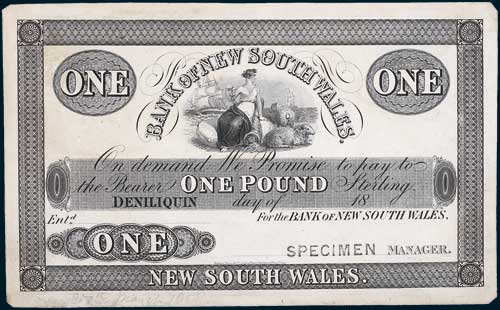 ONE BANK OF NEW SOUTH WALES. ONE
On demand We Promise to pay to
the Bearer ONE POUND Sterling.
DENILIQUIN day of 18
Entd For the BANK OF NEW SOUTH WALES.
ONE
SPECIMEN MANAGER.
NEW SOUTH WALES.